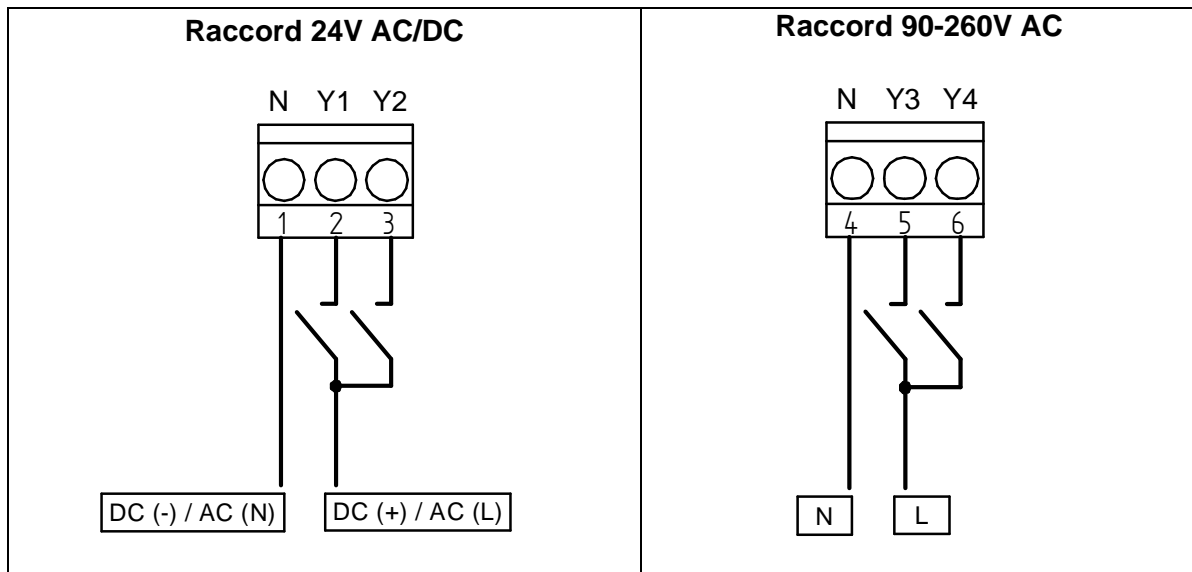 Raccord 24V AC/DC
N Y1 Y2
1 2 3
DC (-) / AC (N) DC (+) / AC (L)
Raccord 90-260V AC
N Y3 Y4
4 5 6
N L